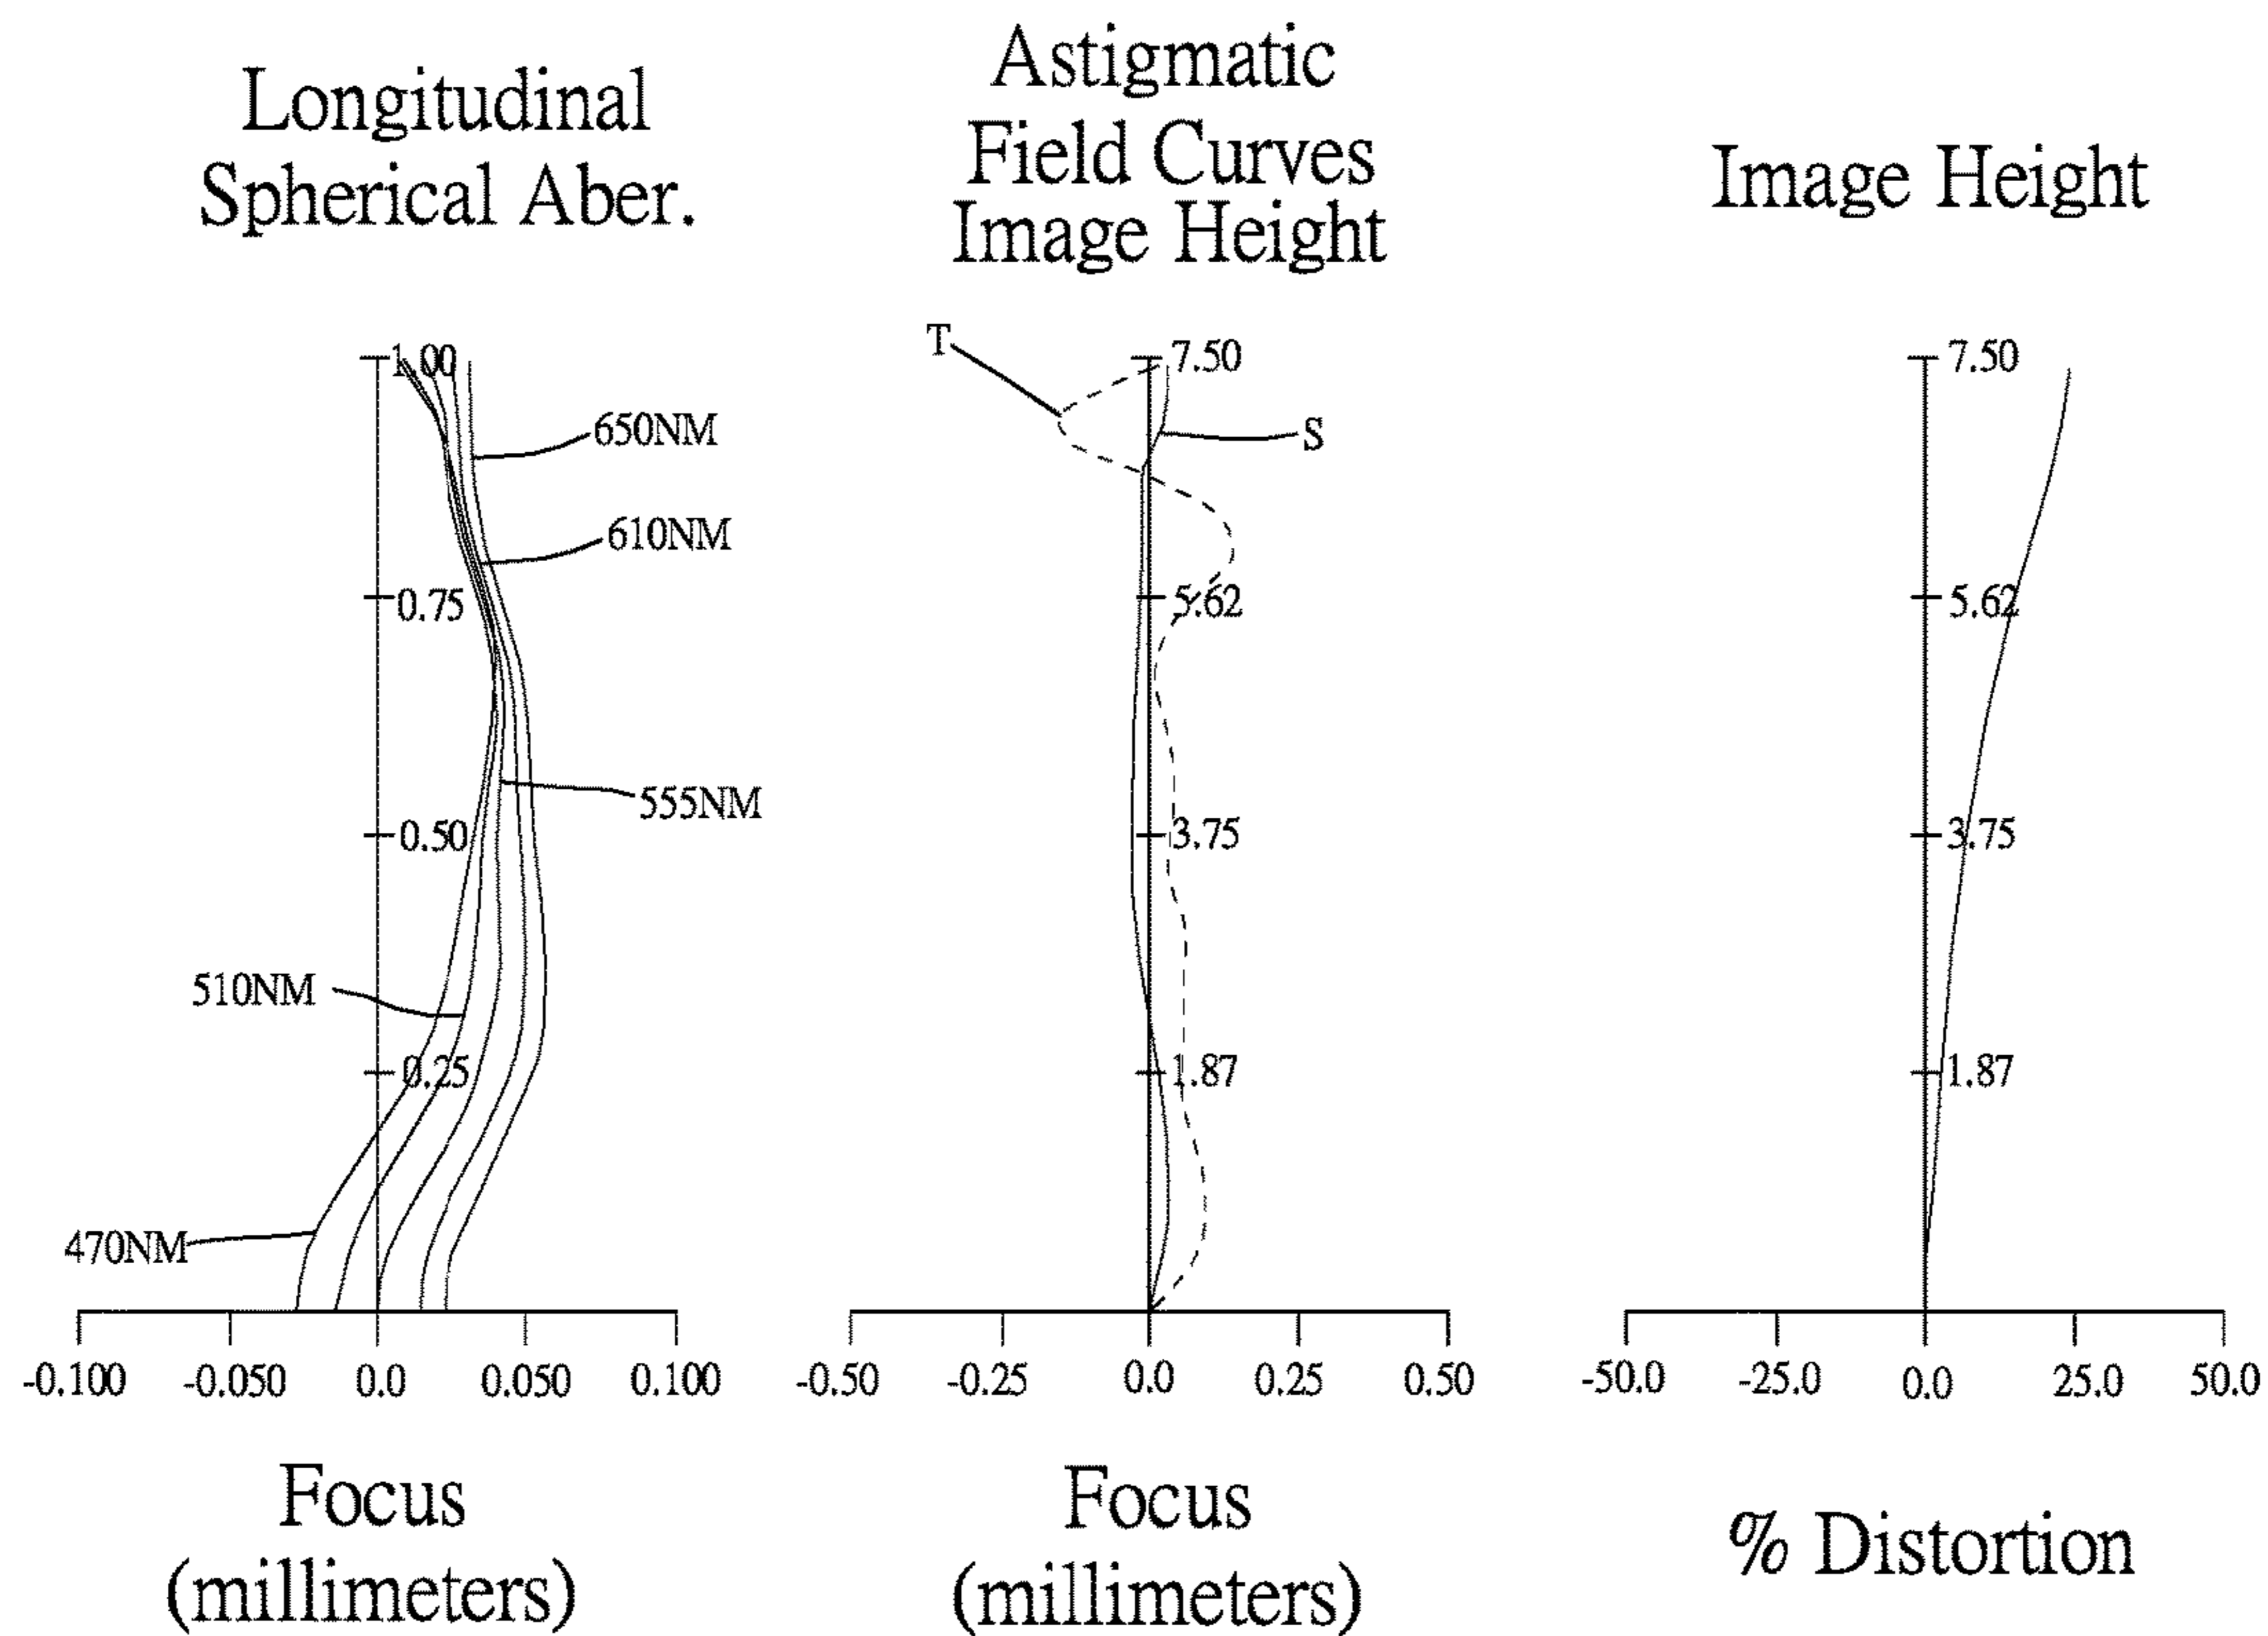 Longitudinal
Spherical Aber.
1.00
650NM
610NM
0.75
555NM
0.50
510NM
0.25
470NM
-0.100 -0.050 0.0 0.050 0.100
Focus
(millimeters)
Astigmatic
Field Curves
Image Height
T
7.50
S
5.62
3.75
1.87
-0.50 -0.25 0.0 0.25 0.50
Focus
(millimeters)
Image Height
7.50
5.62
3.75
1.87
-50.0 -25.0 0.0 25.0 50.0
% Distortion